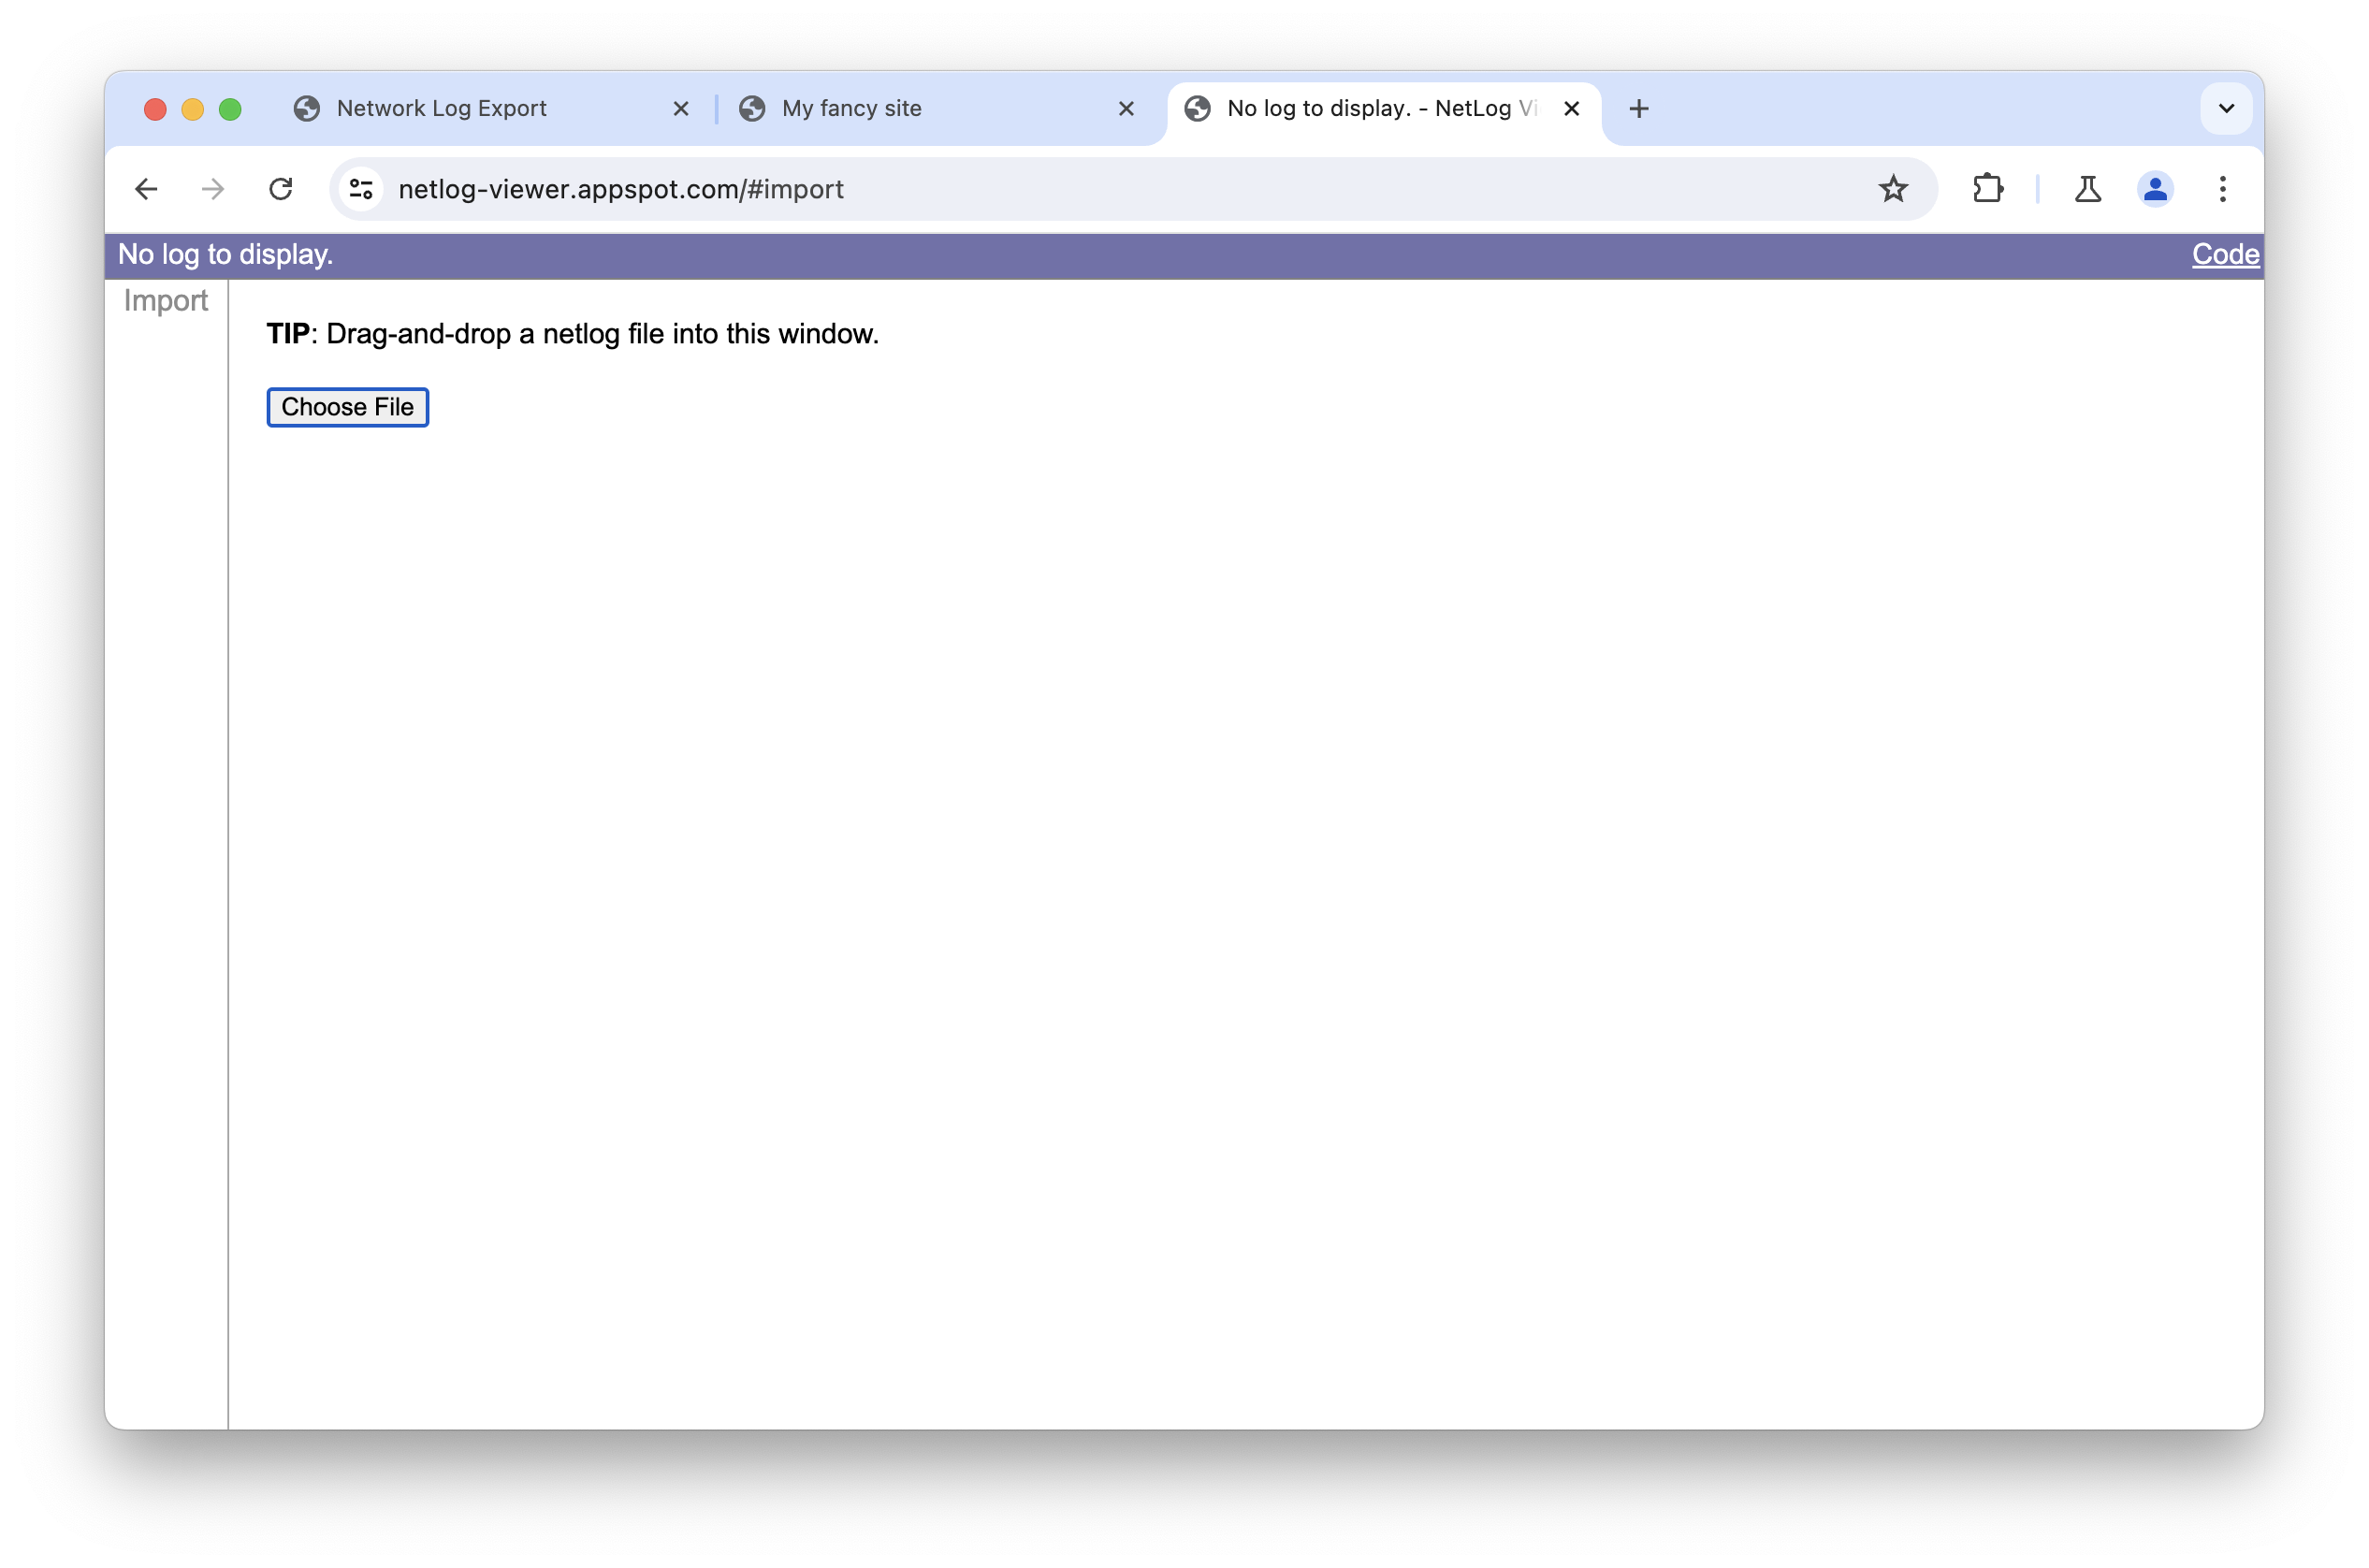 Network Log Export
My fancy site
No log to display. - NetLog Vi
netlog-viewer.appspot.com/#import
No log to display.
Code
Import
TIP: Drag-and-drop a netlog file into this window.
Choose File